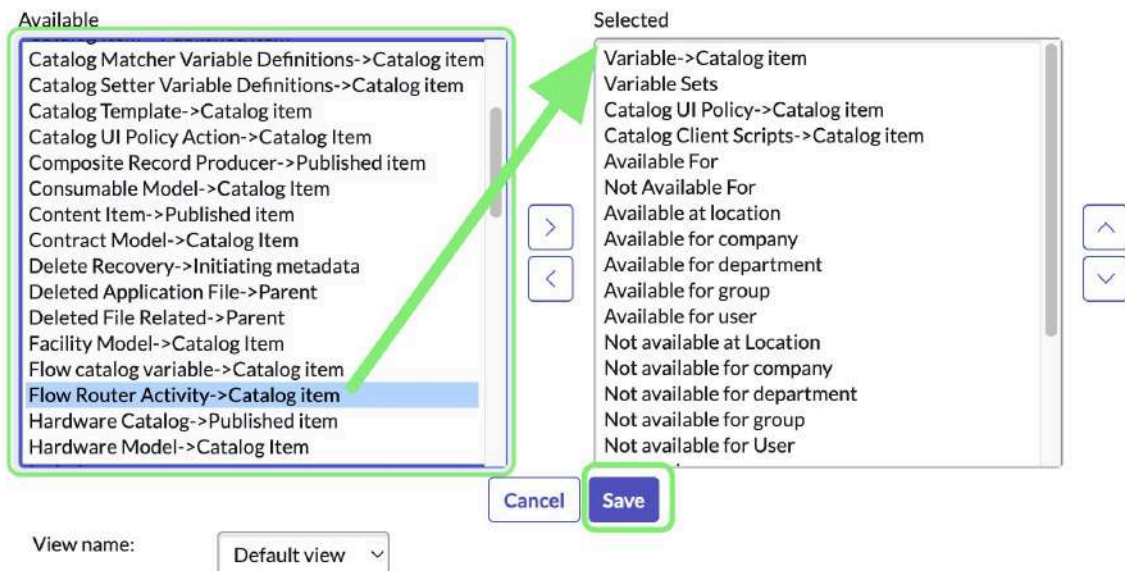 Available
Catalog Matcher Variable Definitions->Catalog item
Catalog Setter Variable Definitions->Catalog item
Catalog Template->Catalog item
Catalog UI Policy Action->Catalog Item
Composite Record Producer->Published item
Consumable Model->Catalog Item
Content Item->Published item
Contract Model->Catalog Item
Delete Recovery->Initiating metadata
Deleted Application File->Parent
Deleted File Related->Parent
Facility Model->Catalog Item
Flow catalog variable->Catalog item
Flow Router Activity->Catalog item
Hardware Catalog->Published item
Hardware Model->Catalog Item
Selected
Variable->Catalog item
Variable Sets
Catalog UI Policy->Catalog item
Catalog Client Scripts->Catalog item
Available For
Not Available For
Available at location
Available for company
Available for department
Available for group
Available for user
Not available at Location
Not available for company
Not available for department
Not available for group
Not available for User
Cancel
Save
View name:
Default view